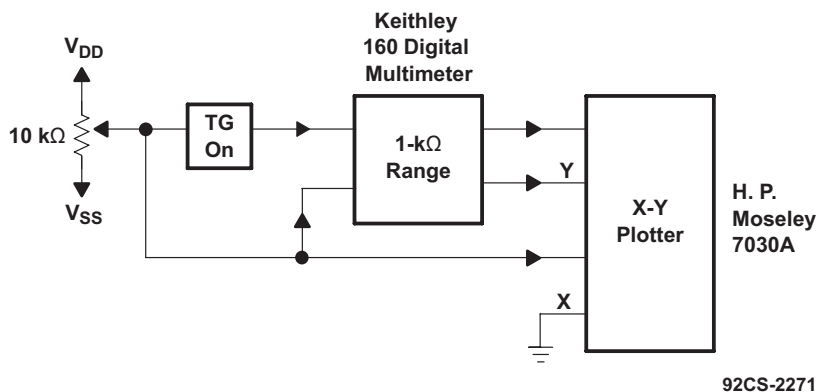 Keithley
160 Digital
Multimeter
VDD
10 kΩ
VSS
TG
On
1-kΩ
Range
Y
X
X-Y
Plotter
H. P.
Moseley
7030A
92CS-2271